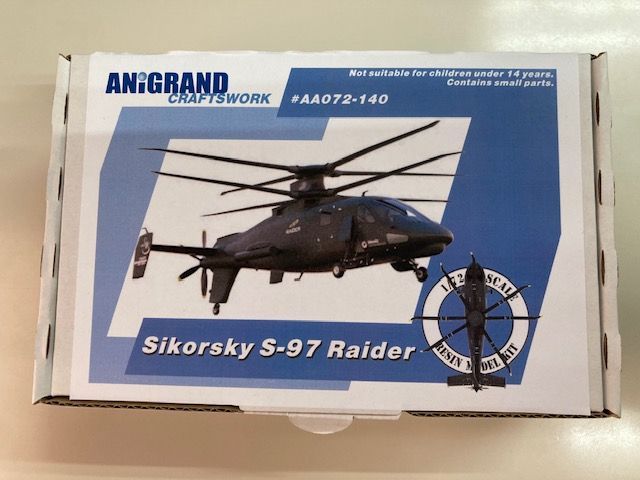 ANiGRAND
CRAFTSWORK
#AA072-140
Not suitable for children under 14 years.
Contains small parts.
RAIDER
Sikorsky S-97 Raider
1/72 SCALE
RESIN MODEL KIT